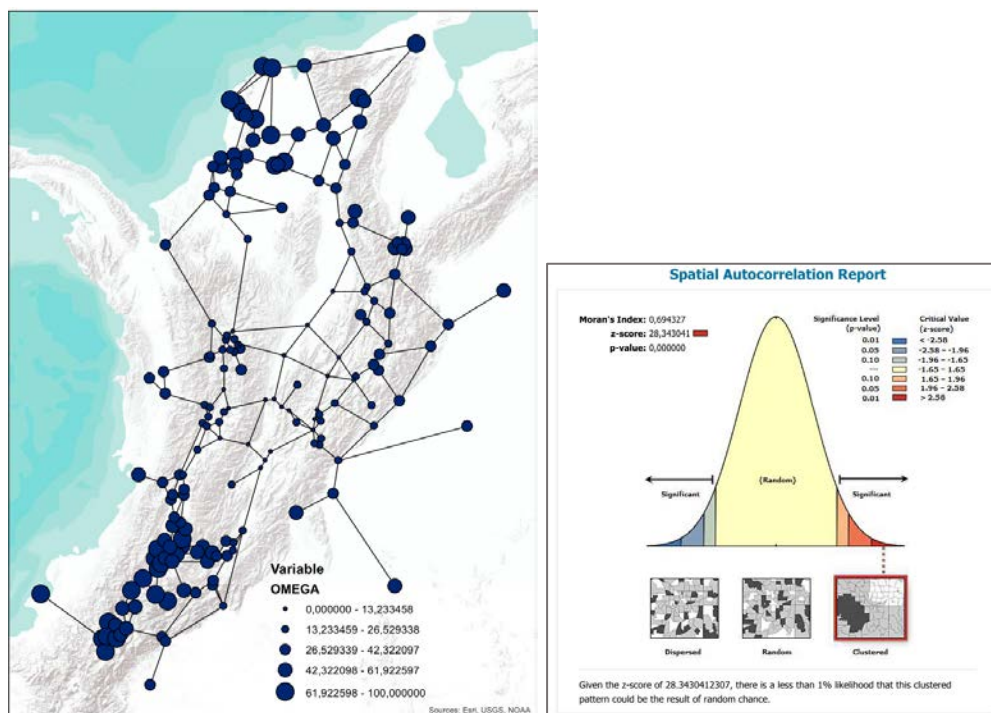 Variable
OMEGA
0,000000 - 13,233458
13,233459 - 26,529338
26,529339 - 42,322097
42,322098 - 61,922597
61,922598 - 100,000000
Sources: Esri, USGS, NOAA
Spatial Autocorrelation Report
Moran's Index: 0,694327
z-score: 28,343041
p-value: 0,000000
Significance Level (p-value)
Critical Value (z-score)
0.01 < -2.58
0.05 -2.58 – -1.96
0.10 -1.96 – -1.65
--- -1.65 – 1.65
0.10 1.65 – 1.96
0.05 1.96 – 2.58
0.01 > 2.58
Significant
(Random)
Significant
Dispersed
Random
Clustered
Given the z-score of 28.3430412307, there is a less than 1% likelihood that this clustered
pattern could be the result of random chance.